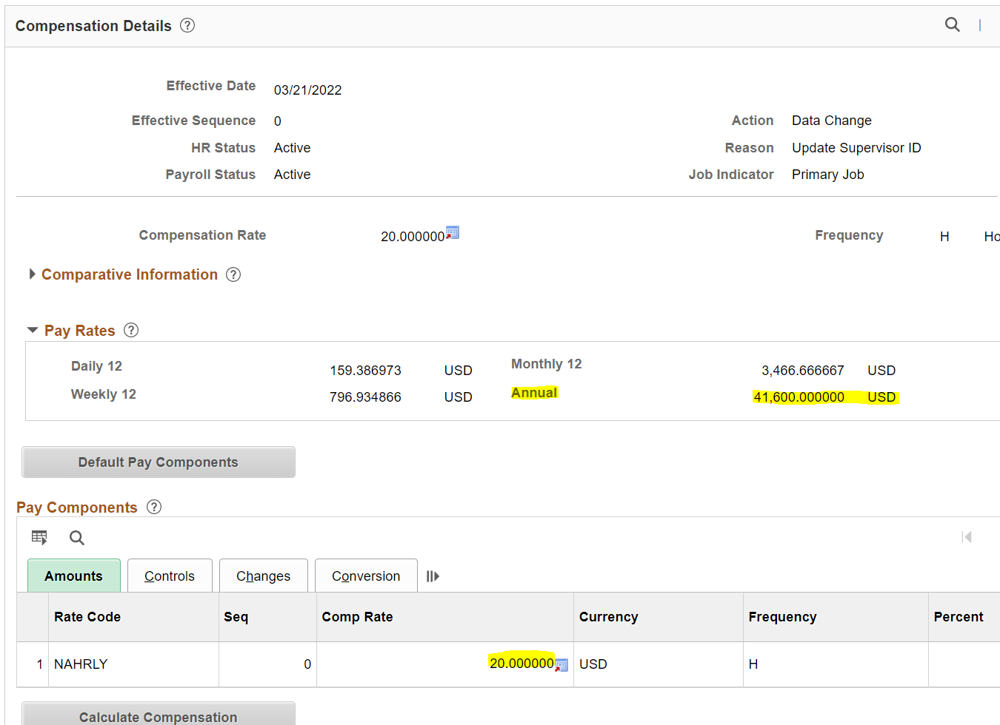 Compensation Details ?
Effective Date 03/21/2022
Effective Sequence 0 Action Data Change
HR Status Active Reason Update Supervisor ID
Payroll Status Active Job Indicator Primary Job
Compensation Rate 20.000000 Frequency H Ho
Comparative Information ?
Pay Rates ?
Daily 12 159.386973 USD Monthly 12 3,466.666667 USD
Weekly 12 796.934866 USD Annual 41,600.000000 USD
Default Pay Components
Pay Components ?
Amounts Controls Changes Conversion
Rate Code Seq Comp Rate Currency Frequency Percent
1 NAHRLY 0 20.000000 USD H
Calculate Compensation